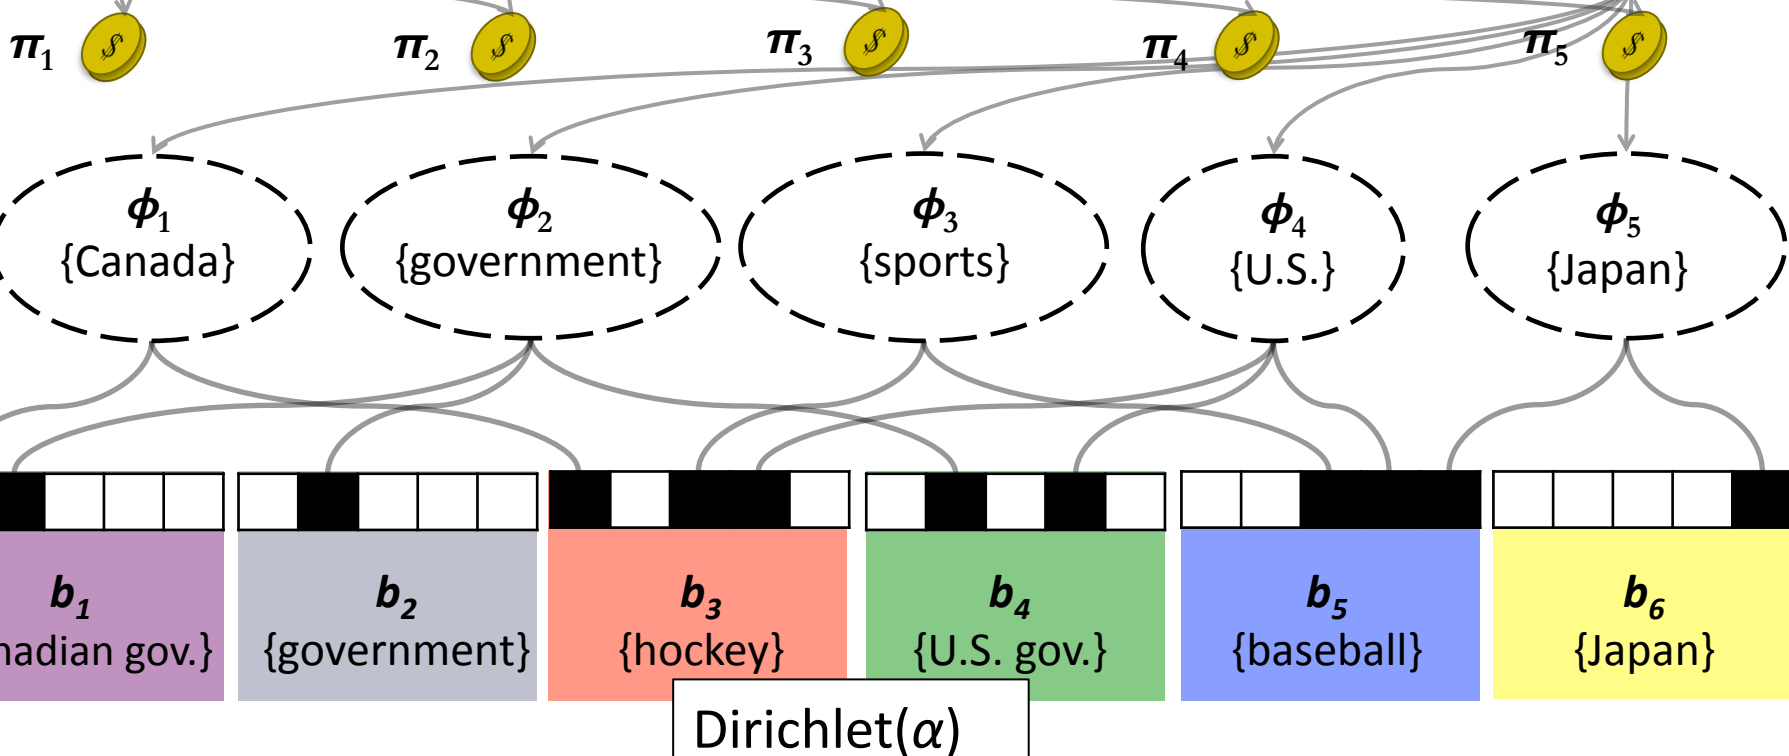 π1 π2 π3 π4 π5
$ $ $ $ $
ϕ1 ϕ2 ϕ3 ϕ4 ϕ5
{Canada} {government} {sports} {U.S.} {Japan}
b1 b2 b3 b4 b5 b6
gov.} {government} {hockey} {U.S. gov.} {baseball} {Japan}
Dirichlet(α)